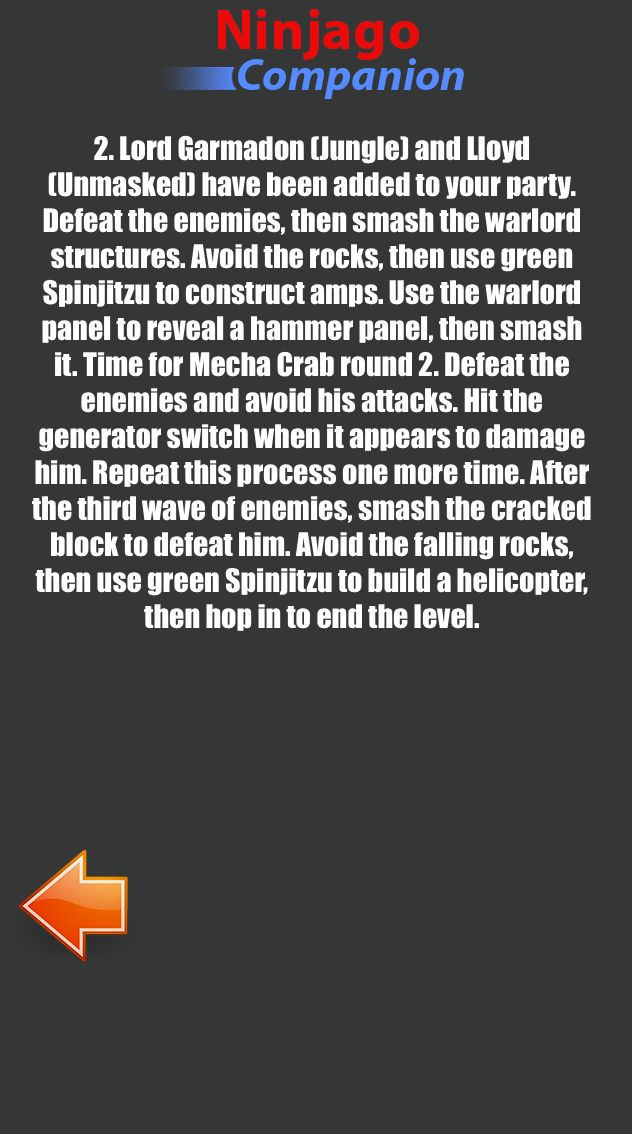 Ninjago
Companion
2. Lord Garmadon (Jungle) and Lloyd
(Unmasked) have been added to your party.
Defeat the enemies, then smash the warlord
structures. Avoid the rocks, then use green
Spinjitzu to construct amps. Use the warlord
panel to reveal a hammer panel, then smash
it. Time for Mecha Crab round 2. Defeat the
enemies and avoid his attacks. Hit the
generator switch when it appears to damage
him. Repeat this process one more time. After
the third wave of enemies, smash the cracked
block to defeat him. Avoid the falling rocks,
then use green Spinjitzu to build a helicopter,
then hop in to end the level.